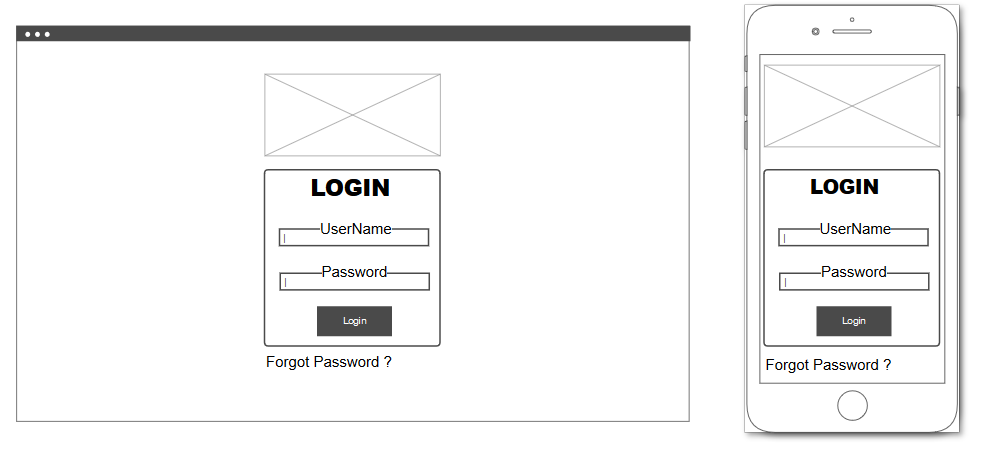 LOGIN
UserName
Password
Login
Forgot Password ?
LOGIN
UserName
Password
Login
Forgot Password ?